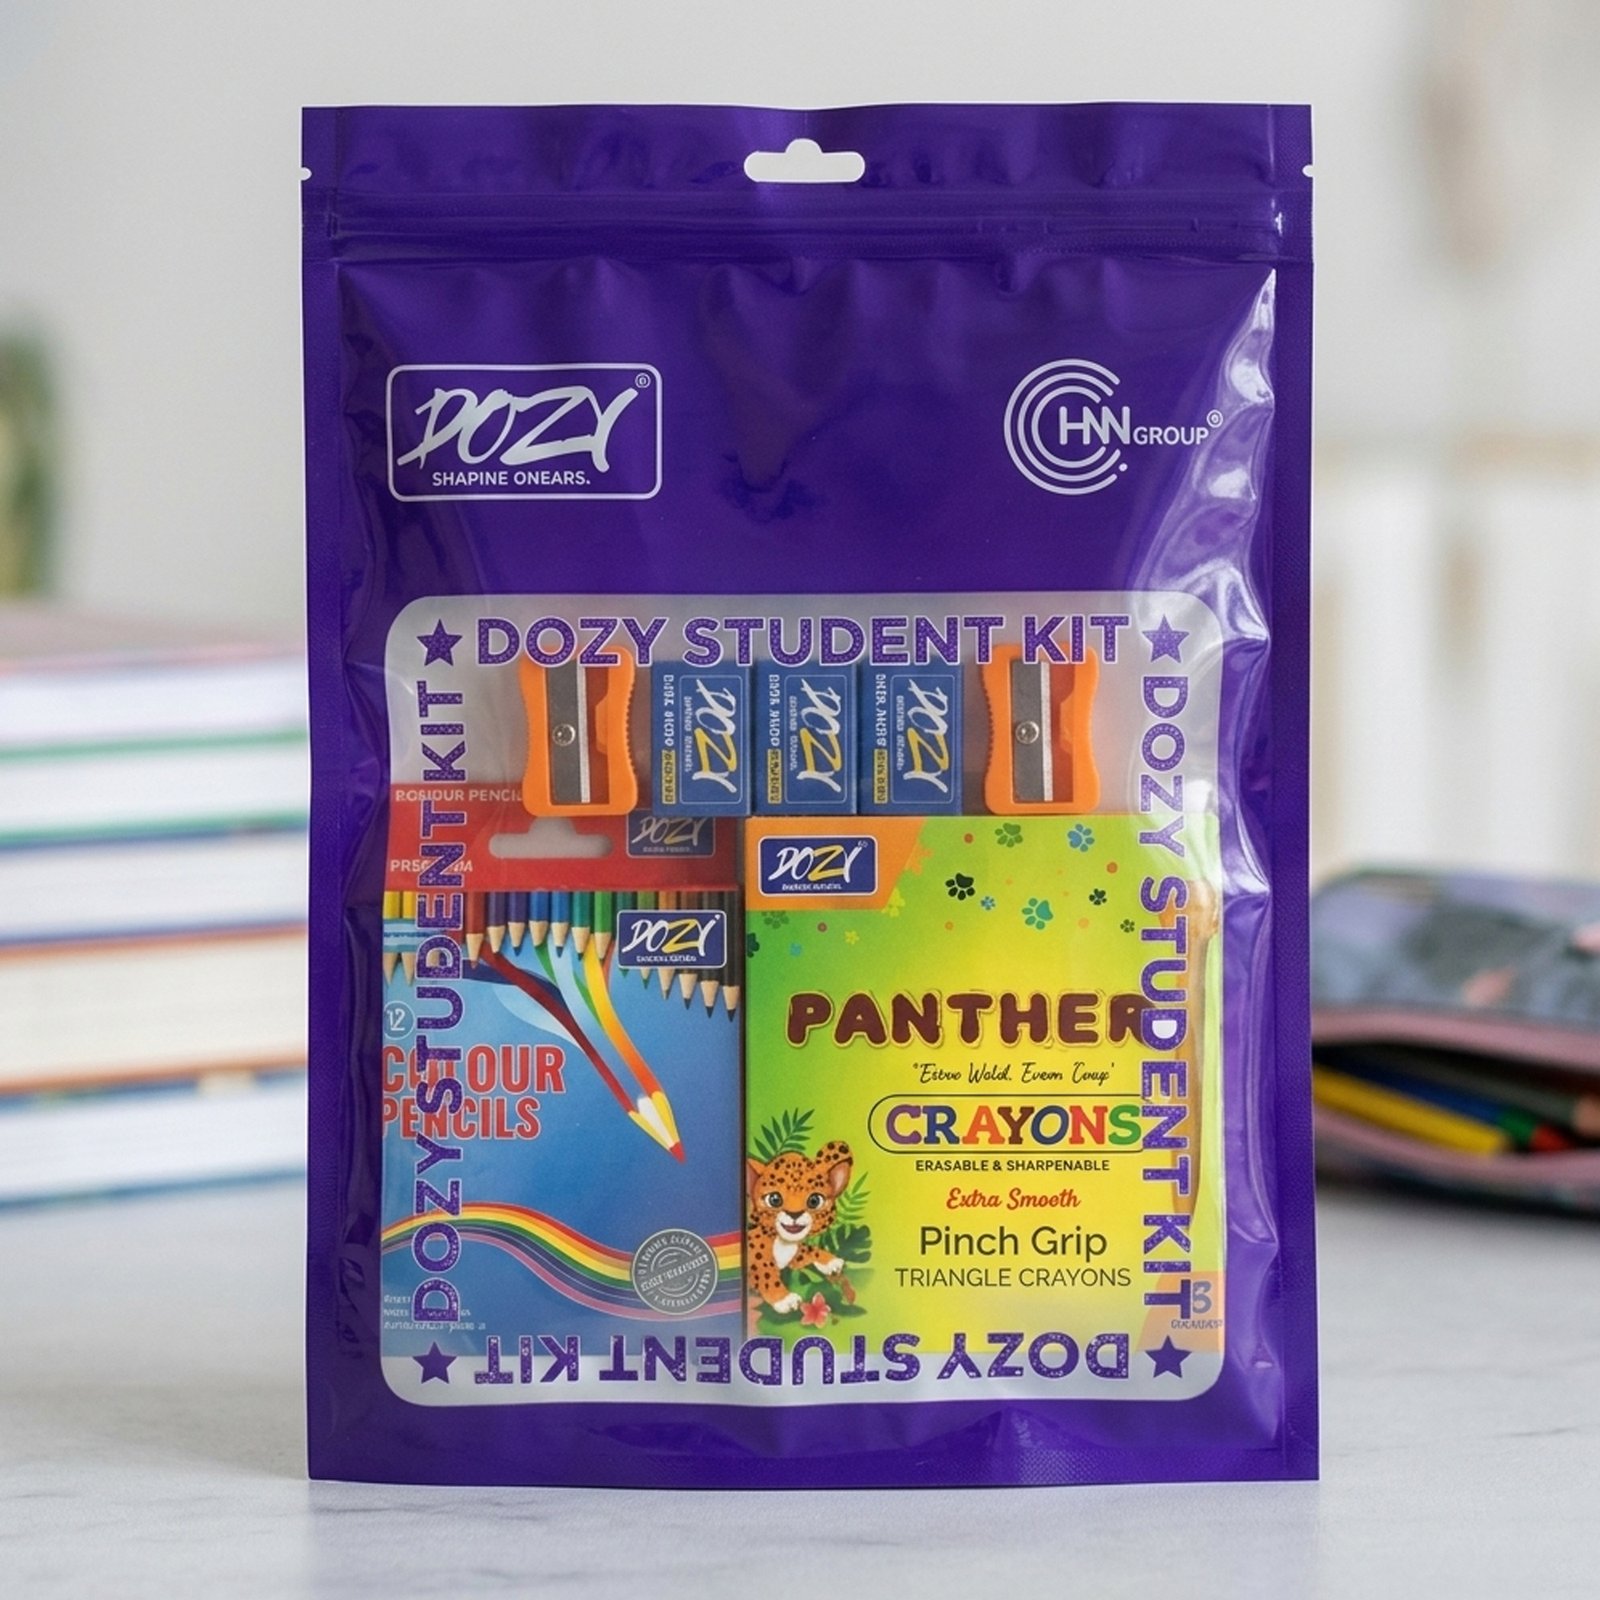 DOZY
SHAPINE ONEARS.
HNN GROUP
DOZY STUDENT KIT
DOZY STUDENT KIT
DOZY STUDENT KIT
DOZY STUDENT KIT
DOZY
DOZY
DOZY
DOZY
DOZY
12
COLOUR
PENCILS
DOZY
PANTHER
CRAYONS
ERASABLE & SHARPENABLE
Extra Smooth
Pinch Grip
TRIANGLE CRAYONS